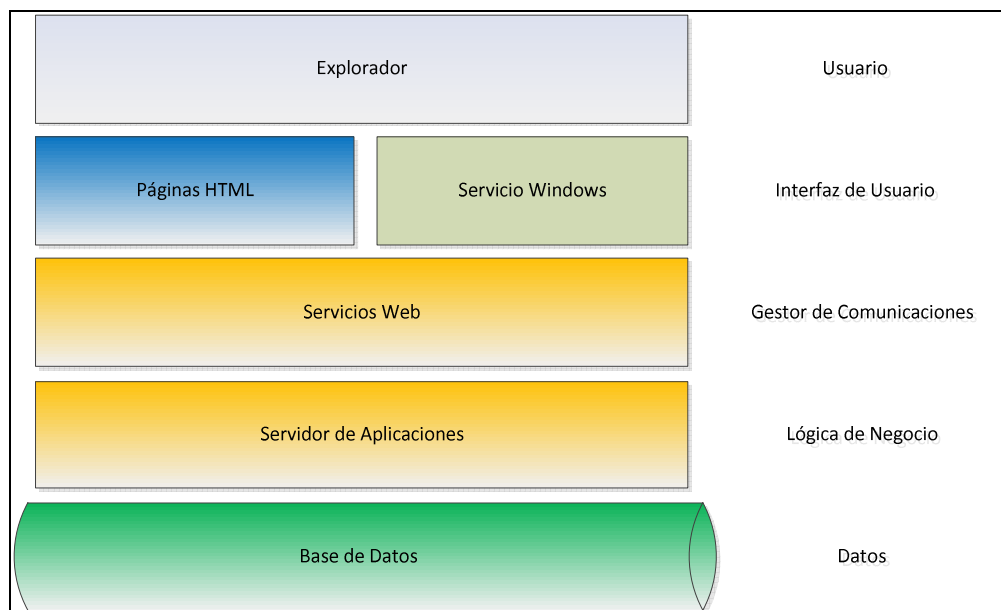 Explorador
Usuario
Páginas HTML
Servicio Windows
Interfaz de Usuario
Servicios Web
Gestor de Comunicaciones
Servidor de Aplicaciones
Lógica de Negocio
Base de Datos
Datos